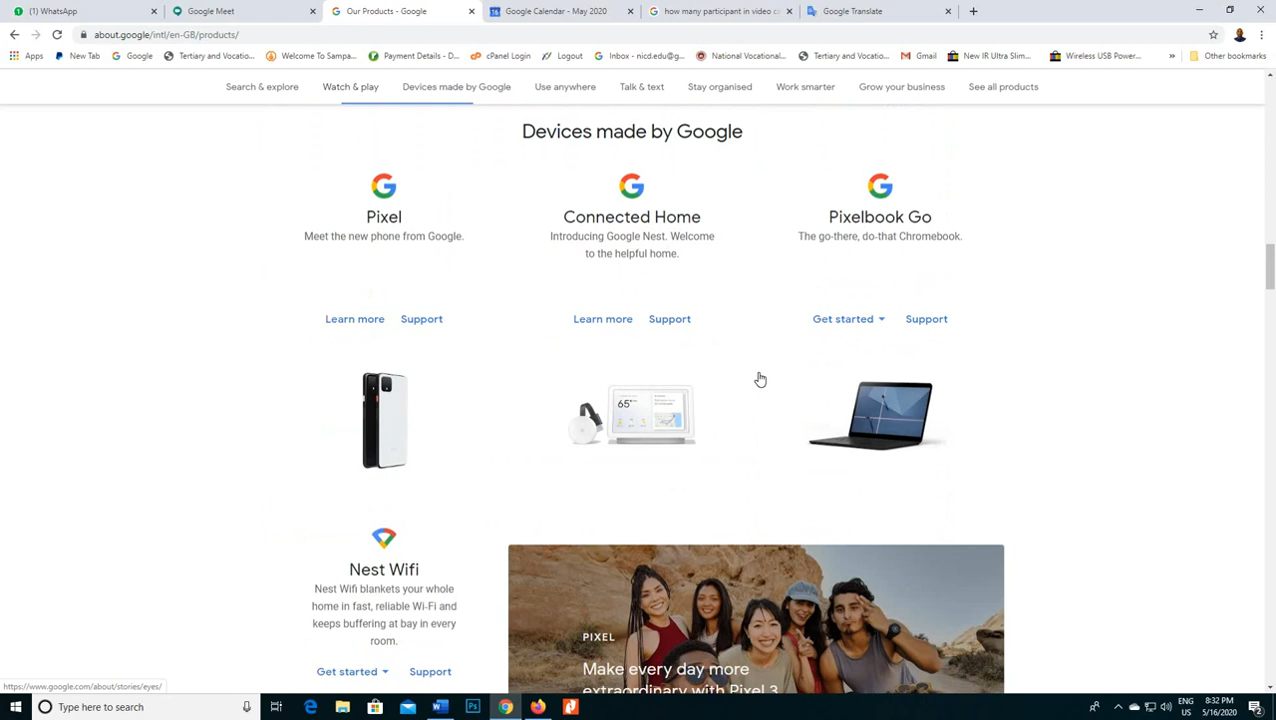 (1) WhatsApp
Google Meet
Our Products - Google
Google Calendar - May 2020
how many participant in video ca
Google Translate
about.google/intl/en-GB/products/
Apps
New Tab
Google
Tertiary and Vocatio...
Welcome To Sampa...
Payment Details - D...
cPanel Login
Logout
Inbox - nicd.edu@g...
National Vocational...
Tertiary and Vocatio...
Gmail
New IR Ultra Slim...
Wireless USB Power...
»
Other bookmarks
Search & explore
Watch & play
Devices made by Google
Use anywhere
Talk & text
Stay organised
Work smarter
Grow your business
See all products
Devices made by Google
Pixel
Meet the new phone from Google.
Learn more
Support
Connected Home
Introducing Google Nest. Welcome
to the helpful home.
Learn more
Support
Pixelbook Go
The go-there, do-that Chromebook.
Get started
Support
65°
Nest Wifi
Nest Wifi blankets your whole
home in fast, reliable Wi-Fi and
keeps buffering at bay in every
room.
Get started
Support
PIXEL
Make every day more
extraordinary with Pixel 3
https://www.google.com/about/stories/eyes/
Type here to search
ENG
US
8:32 PM
5/16/2020